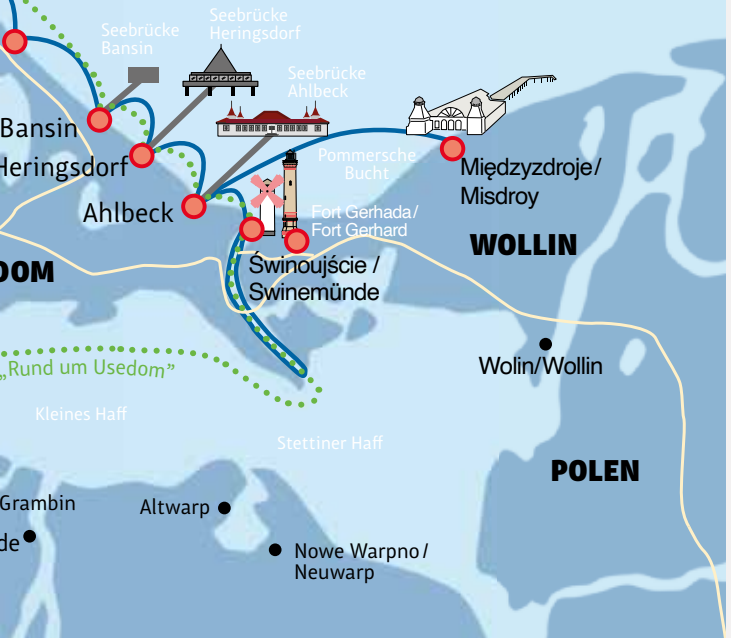 Seebrücke
Bansin
Seebrücke
Heringsdorf
Seebrücke
Ahlbeck
Bansin
Heringsdorf
Ahlbeck
Pommersche
Bucht
Międzyzdroje/
Misdroy
Fort Gerhada/
Fort Gerhard
WOLLIN
Świnoujście /
Swinemünde
DOM
Wolin/Wollin
„Rund um Usedom”
Kleines Haff
Stettiner Haff
POLEN
Grambin
Altwarp
de
Nowe Warpno/
Neuwarp